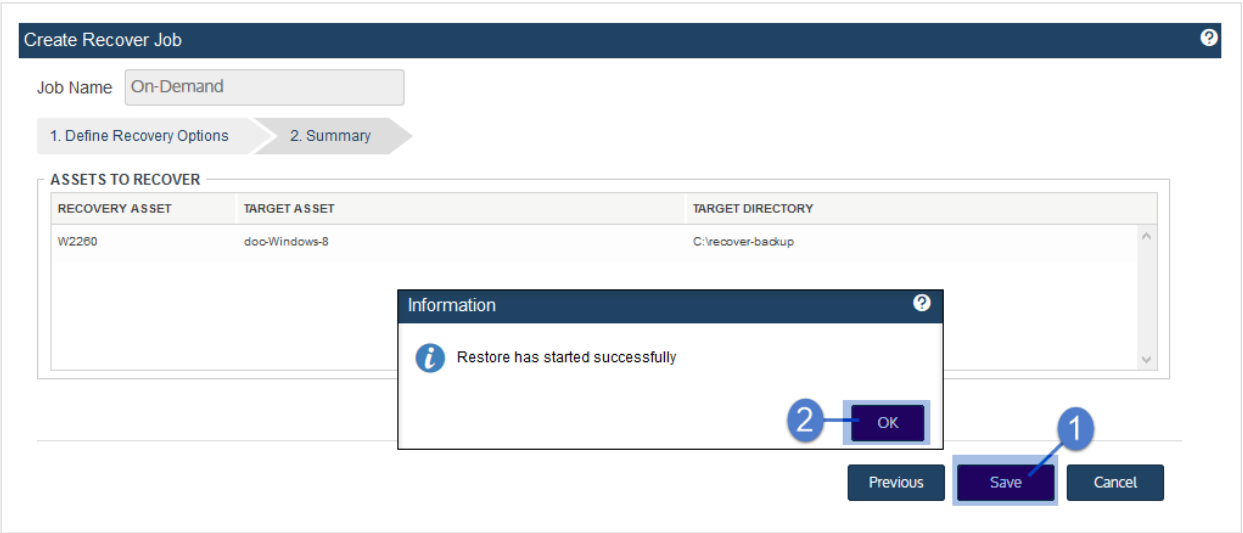 Create Recover Job ?
Job Name On-Demand
1. Define Recovery Options 2. Summary
ASSETS TO RECOVER
RECOVERY ASSET TARGET ASSET TARGET DIRECTORY
W2260 doc-Windows-8 C:\recover-backup
Information ?
i Restore has started successfully
2 OK
1
Previous Save Cancel